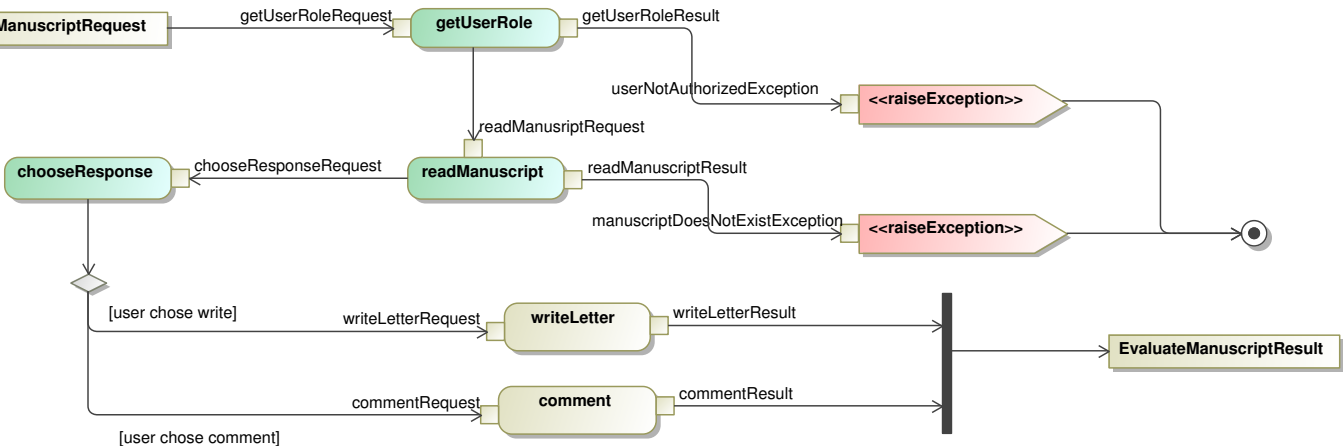 getUserRoleRequest
getUserRole
getUserRoleResult
ManuscriptRequest
userNotAuthorizedException
<<raiseException>>
readManusriptRequest
chooseResponse
chooseResponseRequest
readManuscript
readManuscriptResult
manuscriptDoesNotExistException
<<raiseException>>
[user chose write]
writeLetterRequest
writeLetter
writeLetterResult
EvaluateManuscriptResult
commentRequest
comment
commentResult
[user chose comment]